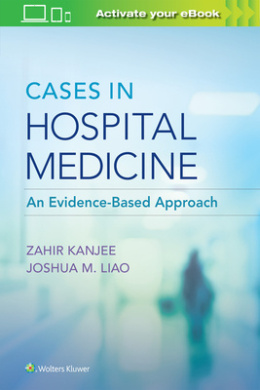 Activate your eBook
CASES IN
HOSPITAL
MEDICINE
An Evidence-Based Approach
ZAHIR KANJEE
JOSHUA M. LIAO
Wolters Kluwer